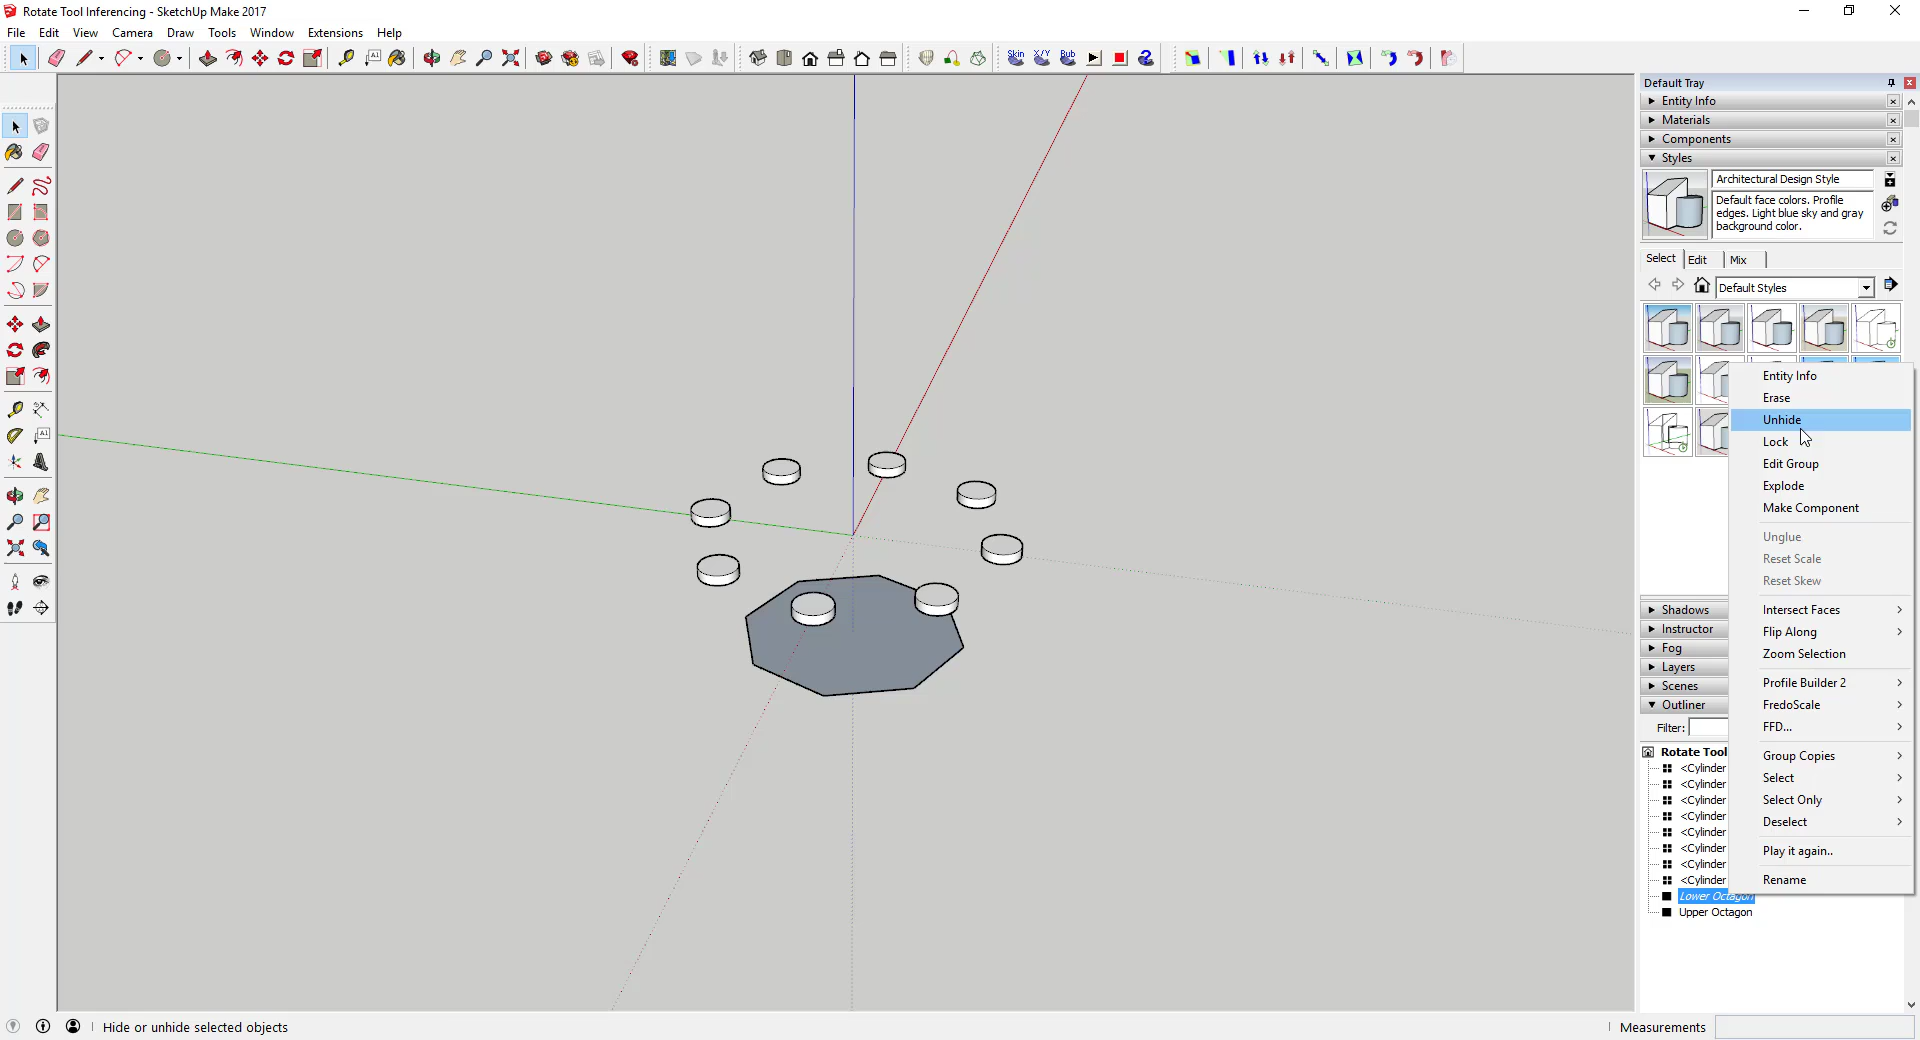 Rotate Tool Inferencing - SketchUp Make 2017
File Edit View Camera Draw Tools Window Extensions Help
Skin X/Y Bub
Default Tray
Entity Info
Materials
Components
Styles
Architectural Design Style
Default face colors. Profile
edges. Light blue sky and gray
background color.
Select Edit Mix
Default Styles
Entity Info
Erase
Unhide
Lock
Edit Group
Explode
Make Component
Unglue
Reset Scale
Reset Skew
Intersect Faces
Flip Along
Zoom Selection
Profile Builder 2
FredoScale
FFD...
Group Copies
Select
Select Only
Deselect
Play it again..
Rename
Shadows
Instructor
Fog
Layers
Scenes
Outliner
Filter:
Rotate Tool
<Cylinder
<Cylinder
<Cylinder
<Cylinder
<Cylinder
<Cylinder
<Cylinder
<Cylinder
Lower Octagon
Upper Octagon
Hide or unhide selected objects
Measurements